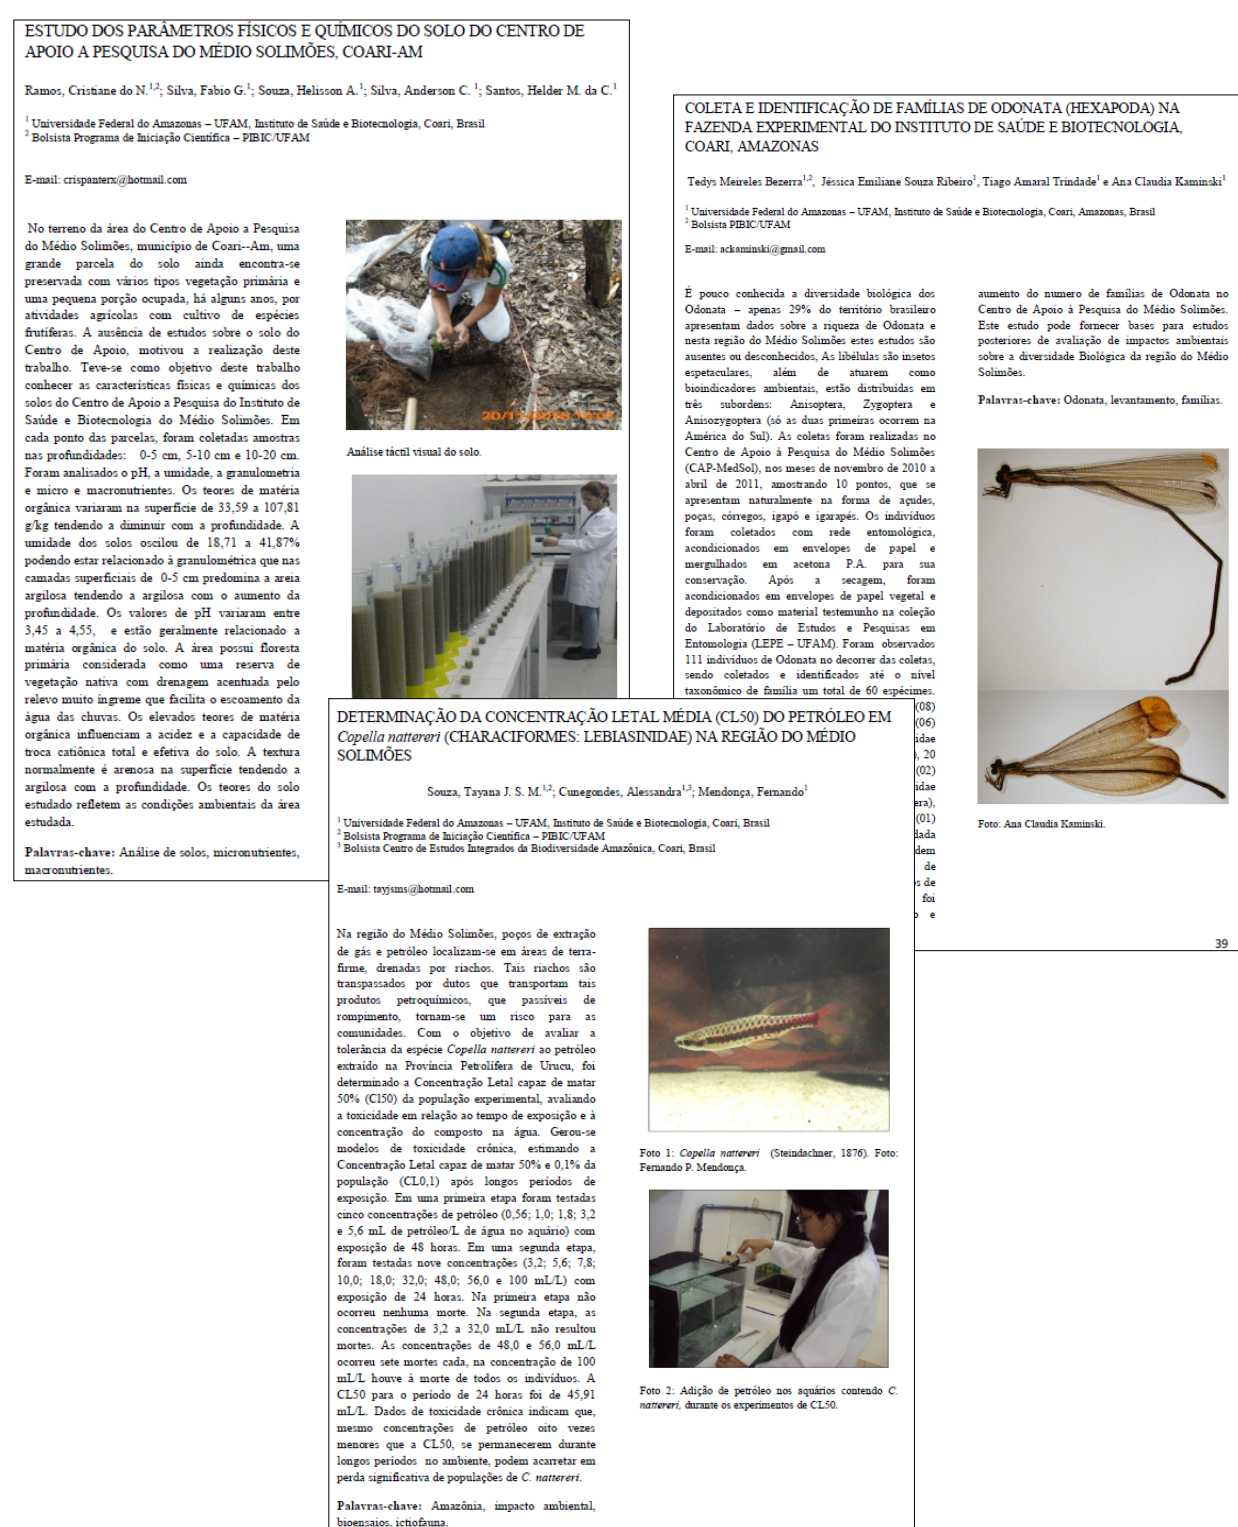 ESTUDO DOS PARÂMETROS FÍSICOS E QUÍMICOS DO SOLO DO CENTRO DE
APOIO A PESQUISA DO MÉDIO SOLIMÕES, COARI-AM
Ramos, Cristiane do N.1,2; Silva, Fabio G.1; Souza, Helisson A.1; Silva, Anderson C. 1; Santos, Helder M. da C.1
1 Universidade Federal do Amazonas – UFAM, Instituto de Saúde e Biotecnologia, Coari, Brasil
2 Bolsista Programa de Iniciação Científica – PIBIC/UFAM
E-mail: crispanterx@hotmail.com
No terreno da área do Centro de Apoio a Pesquisa
do Médio Solimões, município de Coari--Am, uma
grande parcela do solo ainda encontra-se
preservada com vários tipos vegetação primária e
uma pequena porção ocupada, há alguns anos, por
atividades agrícolas com cultivo de espécies
frutíferas. A ausência de estudos sobre o solo do
Centro de Apoio, motivou a realização deste
trabalho. Teve-se como objetivo deste trabalho
conhecer as características físicas e químicas dos
solos do Centro de Apoio a Pesquisa do Instituto de
Saúde e Biotecnologia do Médio Solimões. Em
cada ponto das parcelas, foram coletadas amostras
nas profundidades: 0-5 cm, 5-10 cm e 10-20 cm.
Foram analisados o pH, a umidade, a granulometria
e micro e macronutrientes. Os teores de matéria
orgânica variaram na superfície de 33,59 a 107,81
g/kg tendendo a diminuir com a profundidade. A
umidade dos solos oscilou de 18,71 a 41,87%
podendo estar relacionado à granulométrica que nas
camadas superficiais de 0-5 cm predomina a areia
argilosa tendendo a argilosa com o aumento da
profundidade. Os valores de pH variaram entre
3,45 a 4,55, e estão geralmente relacionado a
matéria orgânica do solo. A área possui floresta
primária considerada como uma reserva de
vegetação nativa com drenagem acentuada pelo
relevo muito íngreme que facilita o escoamento da
água das chuvas. Os elevados teores de matéria
orgânica influenciam a acidez e a capacidade de
troca catiônica total e efetiva do solo. A textura
normalmente é arenosa na superfície tendendo a
argilosa com a profundidade. Os teores do solo
estudado refletem as condições ambientais da área
estudada.
Palavras-chave: Análise de solos, micronutrientes,
macronutrientes.
Análise táctil visual do solo.
COLETA E IDENTIFICAÇÃO DE FAMÍLIAS DE ODONATA (HEXAPODA) NA
FAZENDA EXPERIMENTAL DO INSTITUTO DE SAÚDE E BIOTECNOLOGIA,
COARI, AMAZONAS
Tedys Meireles Bezerra1,2, Jéssica Emiliane Souza Ribeiro1, Tiago Amaral Trindade1 e Ana Claudia Kaminski1
1 Universidade Federal do Amazonas – UFAM, Instituto de Saúde e Biotecnologia, Coari, Amazonas, Brasil
2 Bolsista PIBIC/UFAM
E-mail: ackaminski@gmail.com
É pouco conhecida a diversidade biológica dos
Odonata – apenas 29% do território brasileiro
apresentam dados sobre a riqueza de Odonata e
nesta região do Médio Solimões estes estudos são
ausentes ou desconhecidos, As libélulas são insetos
espetaculares, além de atuarem como
bioindicadores ambientais, estão distribuídas em
três subordens: Anisoptera, Zygoptera e
Anisozygoptera (só as duas primeiras ocorrem na
América do Sul). As coletas foram realizadas no
Centro de Apoio à Pesquisa do Médio Solimões
(CAP-MedSol), nos meses de novembro de 2010 a
abril de 2011, amostrando 10 pontos, que se
apresentam naturalmente na forma de açudes,
poças, córregos, igapó e igarapés. Os indivíduos
foram coletados com rede entomológica,
acondicionados em envelopes de papel e
mergulhados em acetona P.A. para sua
conservação. Após a secagem, foram
acondicionados em envelopes de papel vegetal e
depositados como material testemunho na coleção
do Laboratório de Estudos e Pesquisas em
Entomologia (LEPE – UFAM). Foram observados
111 indivíduos de Odonata no decorrer das coletas,
sendo coletados e identificados até o nível
taxonômico de família um total de 60 espécimes.
(08)
(06)
idae
), 20
(02)
idae
era),
(01)
dada
dem
de
s de
foi
o e
aumento do numero de famílias de Odonata no
Centro de Apoio à Pesquisa do Médio Solimões.
Este estudo pode fornecer bases para estudos
posteriores de avaliação de impactos ambientais
sobre a diversidade Biológica da região do Médio
Solimões.
Palavras-chave: Odonata, levantamento, famílias.
Foto: Ana Claudia Kaminski.
39
DETERMINAÇÃO DA CONCENTRAÇÃO LETAL MÉDIA (CL50) DO PETRÓLEO EM
Copella nattereri (CHARACIFORMES: LEBIASINIDAE) NA REGIÃO DO MÉDIO
SOLIMÕES
Souza, Tayana J. S. M.1,2; Cunegondes, Alessandra1,3; Mendonça, Fernando1
1 Universidade Federal do Amazonas – UFAM, Instituto de Saúde e Biotecnologia, Coari, Brasil
2 Bolsista Programa de Iniciação Científica – PIBIC/UFAM
3 Bolsista Centro de Estudos Integrados da Biodiversidade Amazônica, Coari, Brasil
E-mail: tayjsms@hotmail.com
Na região do Médio Solimões, poços de extração
de gás e petróleo localizam-se em áreas de terra-
firme, drenadas por riachos. Tais riachos são
transpassados por dutos que transportam tais
produtos petroquímicos, que passíveis de
rompimento, tornam-se um risco para as
comunidades. Com o objetivo de avaliar a
tolerância da espécie Copella nattereri ao petróleo
extraído na Província Petrolífera de Urucu, foi
determinado a Concentração Letal capaz de matar
50% (Cl50) da população experimental, avaliando
a toxicidade em relação ao tempo de exposição e à
concentração do composto na água. Gerou-se
modelos de toxicidade crônica, estimando a
Concentração Letal capaz de matar 50% e 0,1% da
população (CL0,1) após longos períodos de
exposição. Em uma primeira etapa foram testadas
cinco concentrações de petróleo (0,56; 1,0; 1,8; 3,2
e 5,6 mL de petróleo/L de água no aquário) com
exposição de 48 horas. Em uma segunda etapa,
foram testadas nove concentrações (3,2; 5,6; 7,8;
10,0; 18,0; 32,0; 48,0; 56,0 e 100 mL/L) com
exposição de 24 horas. Na primeira etapa não
ocorreu nenhuma morte. Na segunda etapa, as
concentrações de 3,2 a 32,0 mL/L não resultou
mortes. As concentrações de 48,0 e 56,0 mL/L
ocorreu sete mortes cada, na concentração de 100
mL/L houve à morte de todos os indivíduos. A
CL50 para o período de 24 horas foi de 45,91
mL/L. Dados de toxicidade crônica indicam que,
mesmo concentrações de petróleo oito vezes
menores que a CL50, se permanecerem durante
longos períodos no ambiente, podem acarretar em
perda significativa de populações de C. nattereri.
Palavras-chave: Amazônia, impacto ambiental,
bioensaios, ictiofauna.
Foto 1: Copella nattereri (Steindachner, 1876). Foto:
Fernando P. Mendonça.
Foto 2: Adição de petróleo nos aquários contendo C.
nattereri, durante os experimentos de CL50.